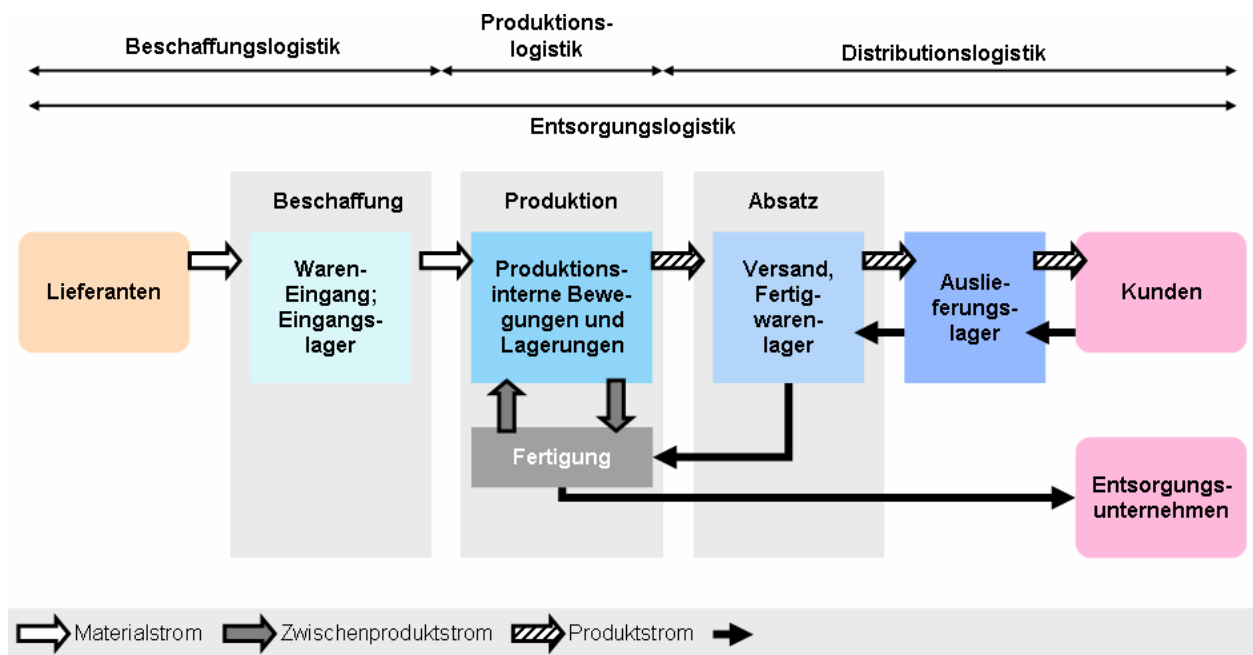 Beschaffungslogistik
Produktions-
logistik
Distributionslogistik
Entsorgungslogistik
Beschaffung
Produktion
Absatz
Lieferanten
Waren-
Eingang;
Eingangs-
lager
Produktions-
interne Bewe-
gungen und
Lagerungen
Versand,
Fertig-
waren-
lager
Auslie-
ferungs-
lager
Kunden
Fertigung
Entsorgungs-
unternehmen
Materialstrom
Zwischenproduktstrom
Produktstrom